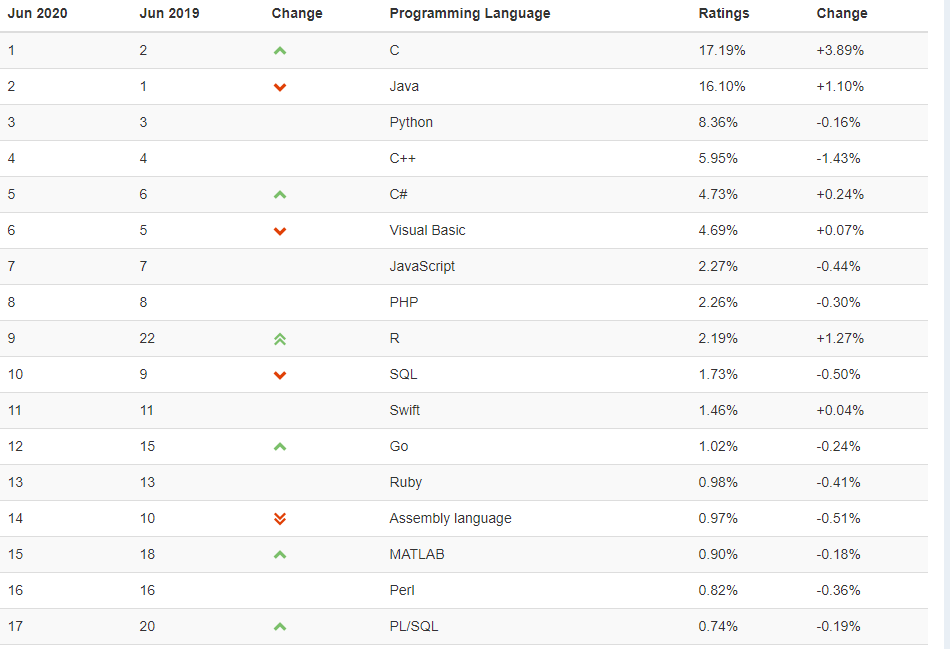 Jun 2020 Jun 2019 Change Programming Language Ratings Change
1 2 C 17.19% +3.89%
2 1 Java 16.10% +1.10%
3 3 Python 8.36% -0.16%
4 4 C++ 5.95% -1.43%
5 6 C# 4.73% +0.24%
6 5 Visual Basic 4.69% +0.07%
7 7 JavaScript 2.27% -0.44%
8 8 PHP 2.26% -0.30%
9 22 R 2.19% +1.27%
10 9 SQL 1.73% -0.50%
11 11 Swift 1.46% +0.04%
12 15 Go 1.02% -0.24%
13 13 Ruby 0.98% -0.41%
14 10 Assembly language 0.97% -0.51%
15 18 MATLAB 0.90% -0.18%
16 16 Perl 0.82% -0.36%
17 20 PL/SQL 0.74% -0.19%